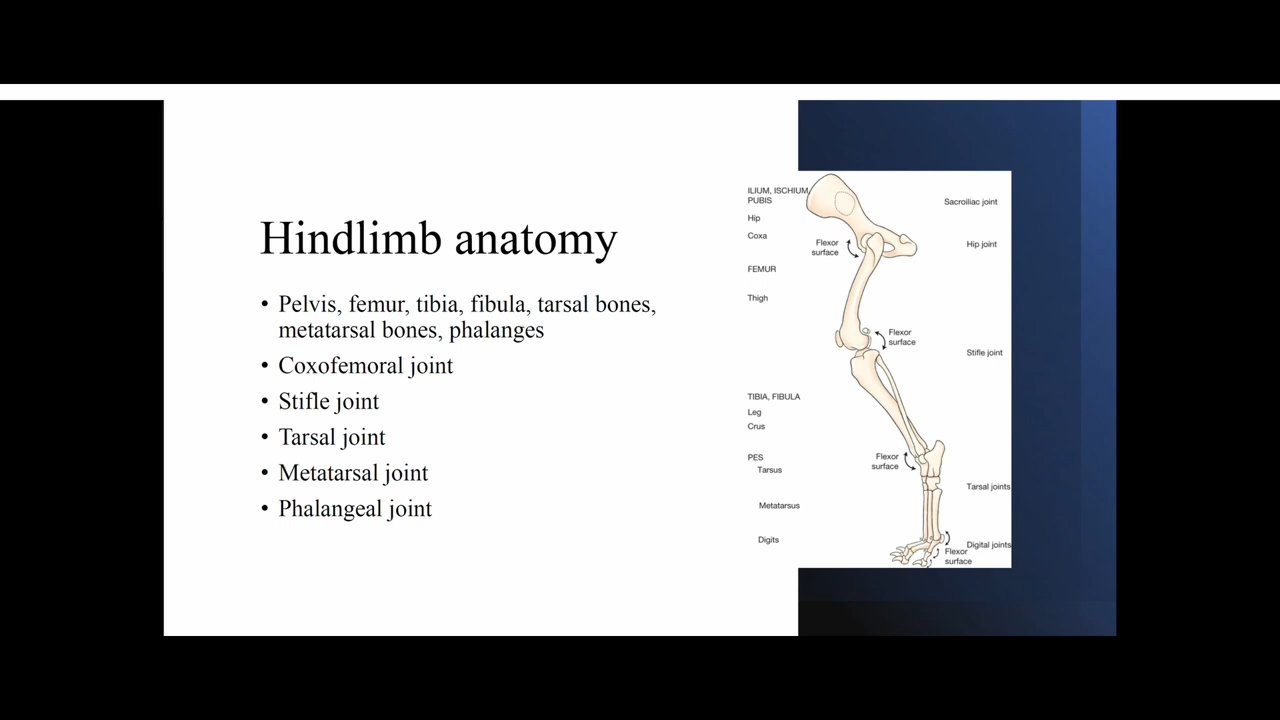 Hindlimb anatomy
• Pelvis, femur, tibia, fibula, tarsal bones,
metatarsal bones, phalanges
• Coxofemoral joint
• Stifle joint
• Tarsal joint
• Metatarsal joint
• Phalangeal joint
ILIUM, ISCHIUM,
PUBIS
Hip
Coxa
FEMUR
Thigh
TIBIA, FIBULA
Leg
Crus
PES
Tarsus
Metatarsus
Digits
Flexor
surface
Flexor
surface
Flexor
surface
Flexor
surface
Sacroiliac joint
Hip joint
Stifle joint
Tarsal joints
Digital joints